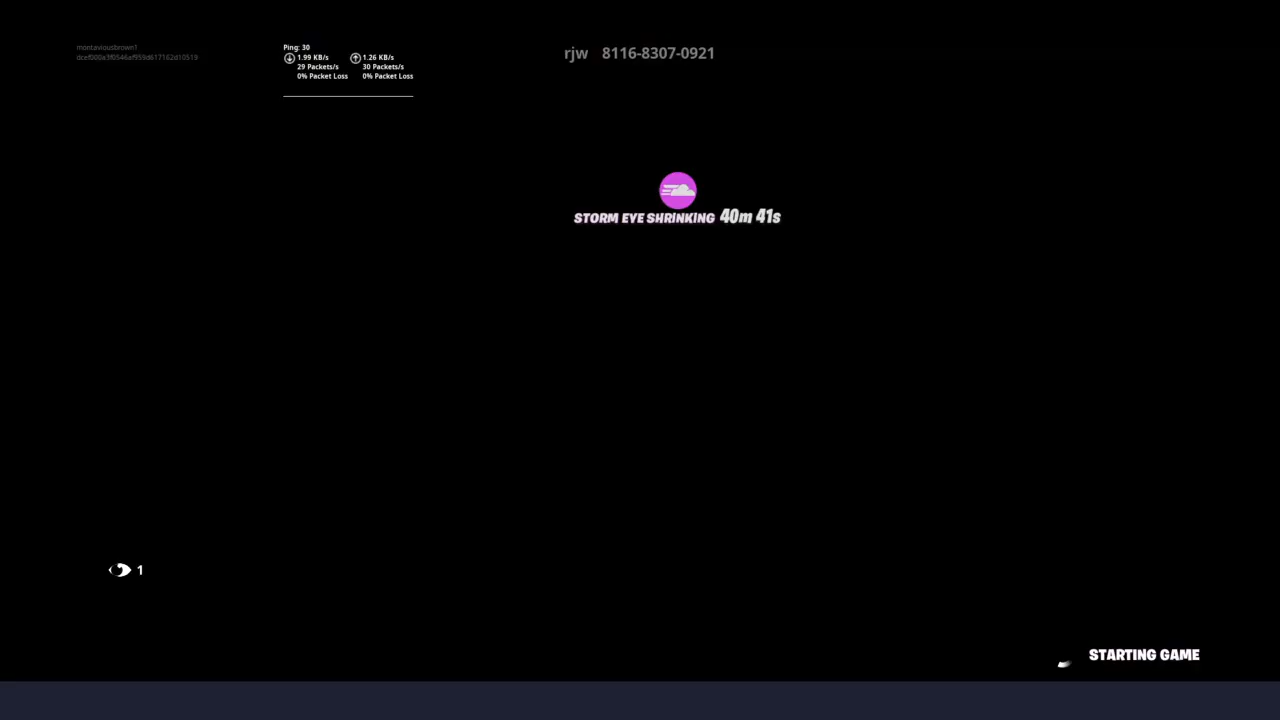 montaviousbrown1
Ping: 30
1.99 KB/s 1.26 KB/s
29 Packets/s 30 Packets/s
0% Packet Loss 0% Packet Loss
rjw 8116-8307-0921
STORM EYE SHRINKING 40m 41s
1
STARTING GAME